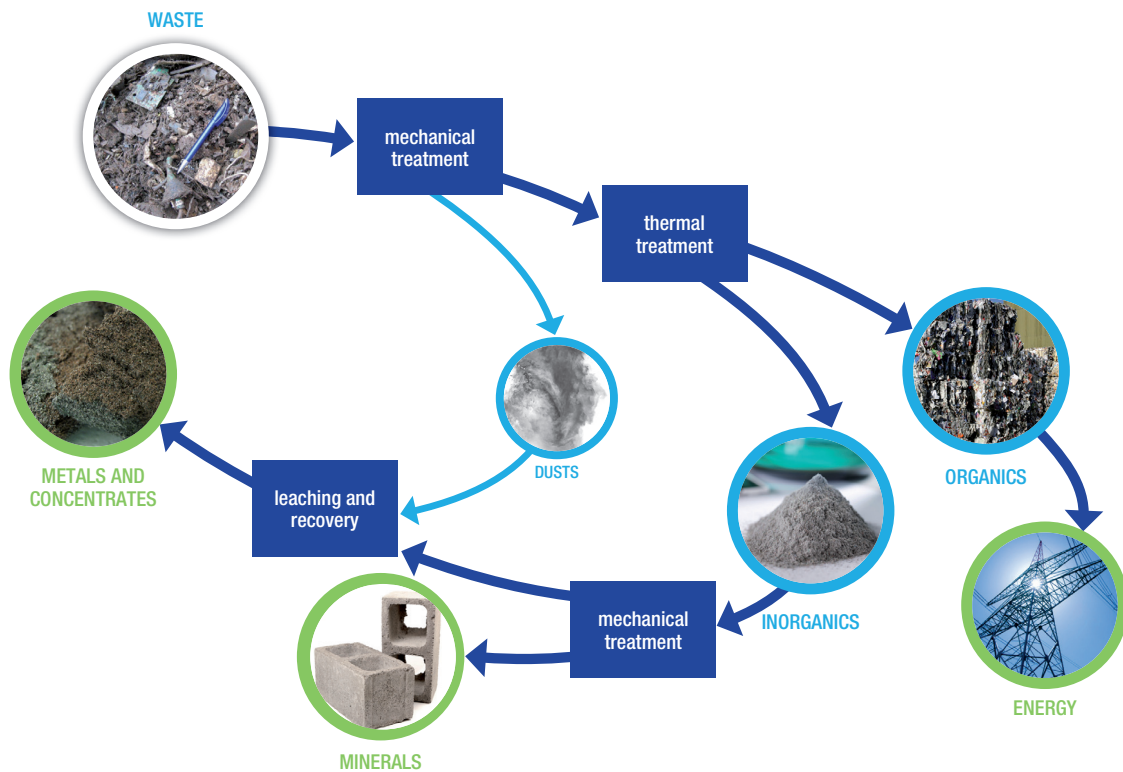 WASTE
mechanical
treatment
thermal
treatment
METALS AND
CONCENTRATES
leaching and
recovery
DUSTS
ORGANICS
mechanical
treatment
INORGANICS
MINERALS
ENERGY